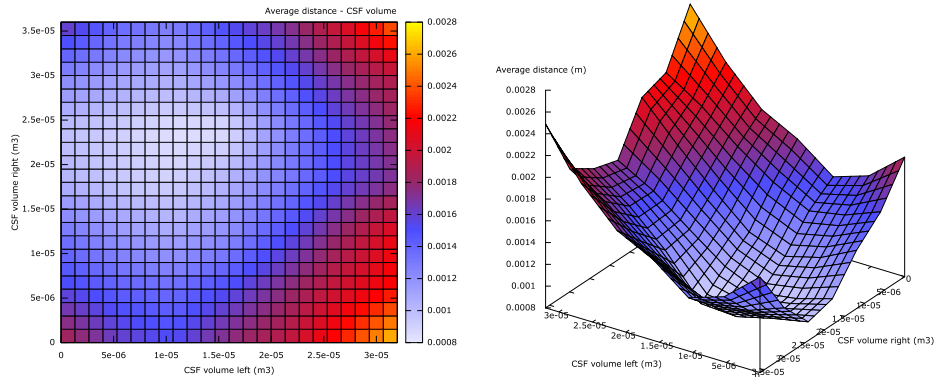 Average distance - CSF volume
3.5e-05
3e-05
2.5e-05
2e-05
1.5e-05
1e-05
5e-06
0
CSF volume right (m3)
0 5e-06 1e-05 1.5e-05 2e-05 2.5e-05 3e-05
CSF volume left (m3)
0.0028
0.0026
0.0024
0.0022
0.002
0.0018
0.0016
0.0014
0.0012
0.001
0.0008
Average distance (m)
0.0028
0.0026
0.0024
0.0022
0.002
0.0018
0.0016
0.0014
0.0012
0.001
0.0008
3e-05
2.5e-05
2e-05
1.5e-05
1e-05
5e-06
CSF volume left (m3)
0
5e-06
1e-05
1.5e-05
2e-05
2.5e-05
3e-05
3.5e-05
CSF volume right (m3)